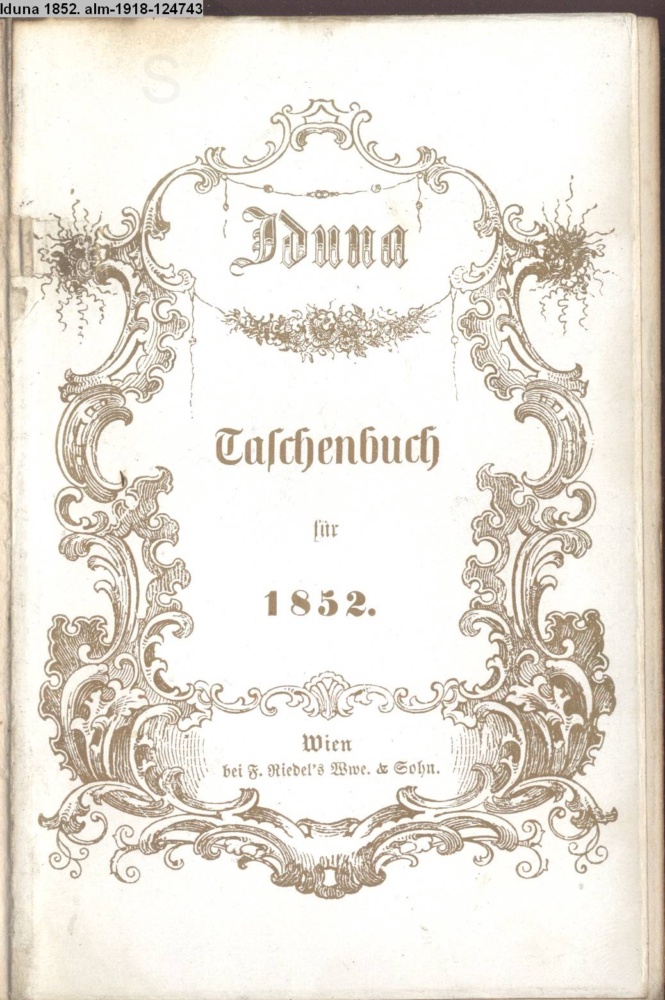 Iduna 1852. alm-1918-124743
Iduna
Taschenbuch
für
1852.
Wien
bei F. Riedel's Wwe. & Sohn.